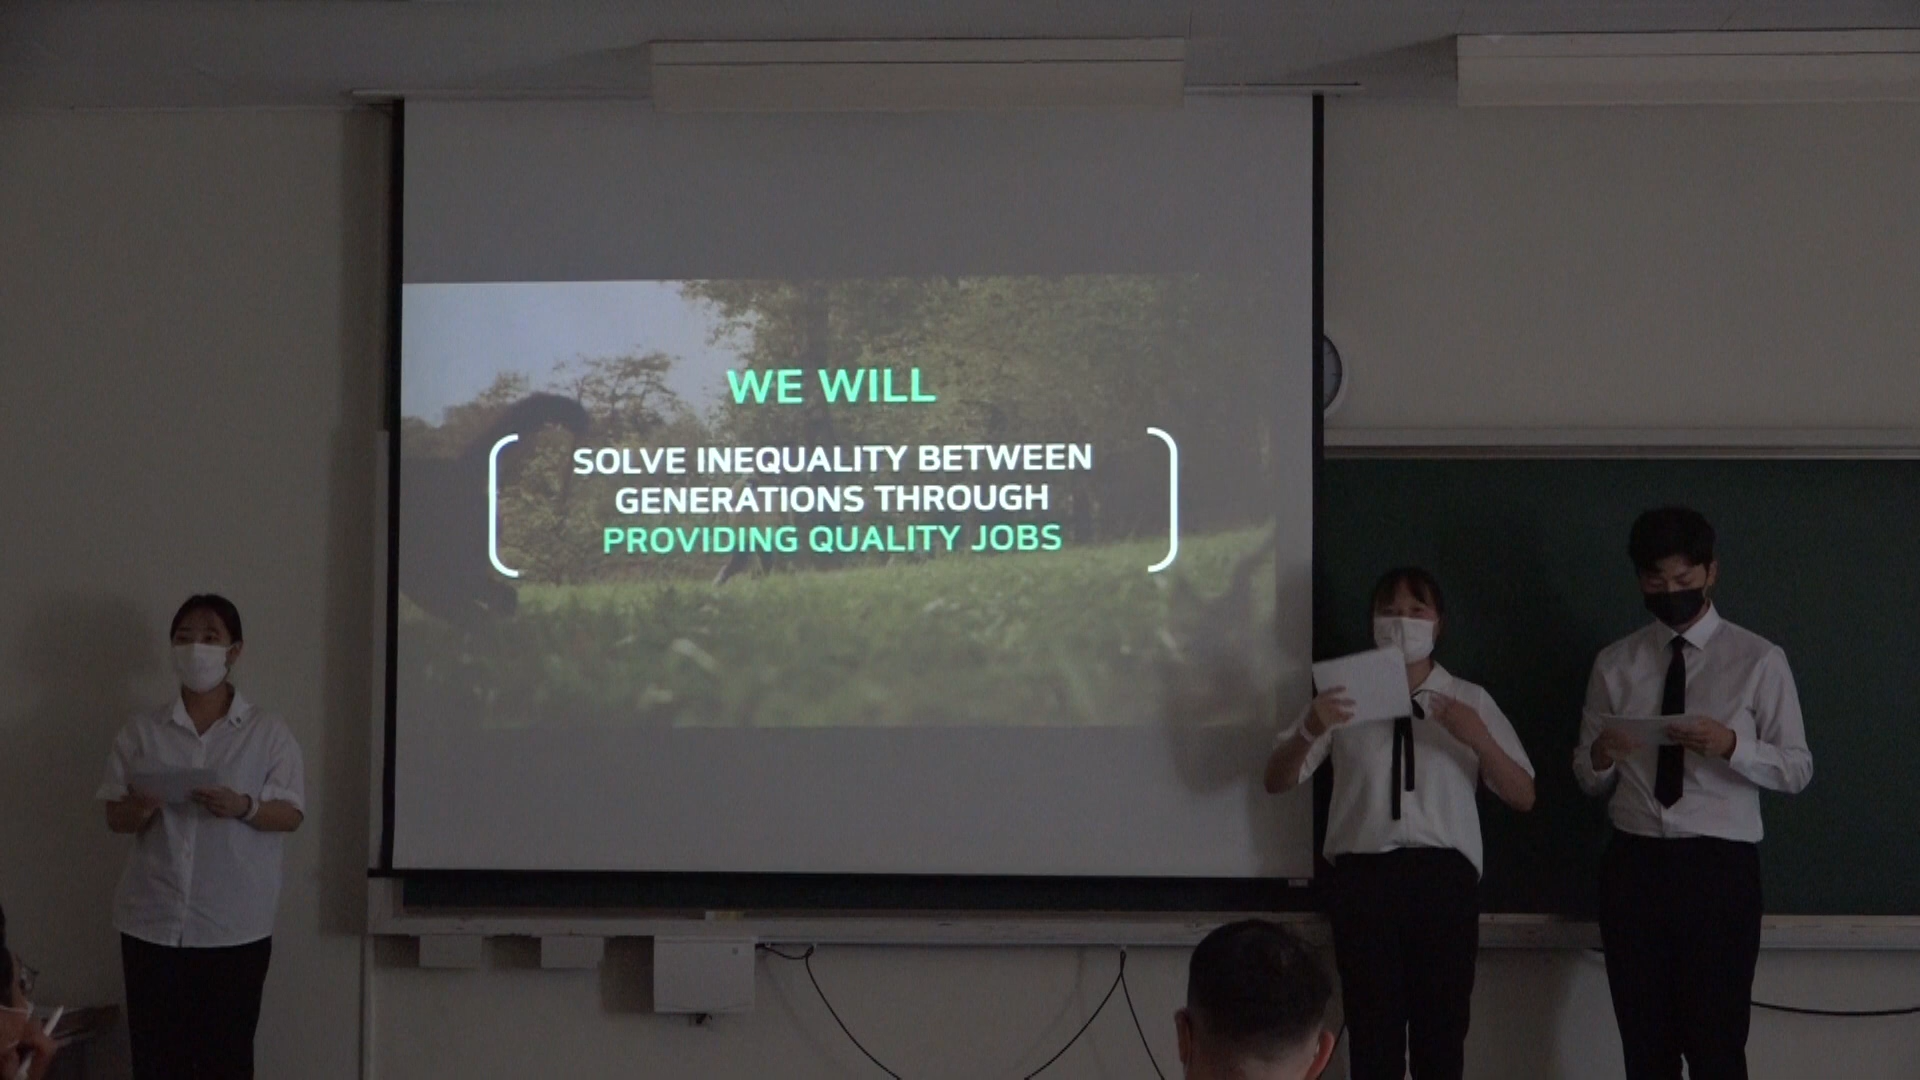 WE WILL
SOLVE INEQUALITY BETWEEN
GENERATIONS THROUGH
PROVIDING QUALITY JOBS